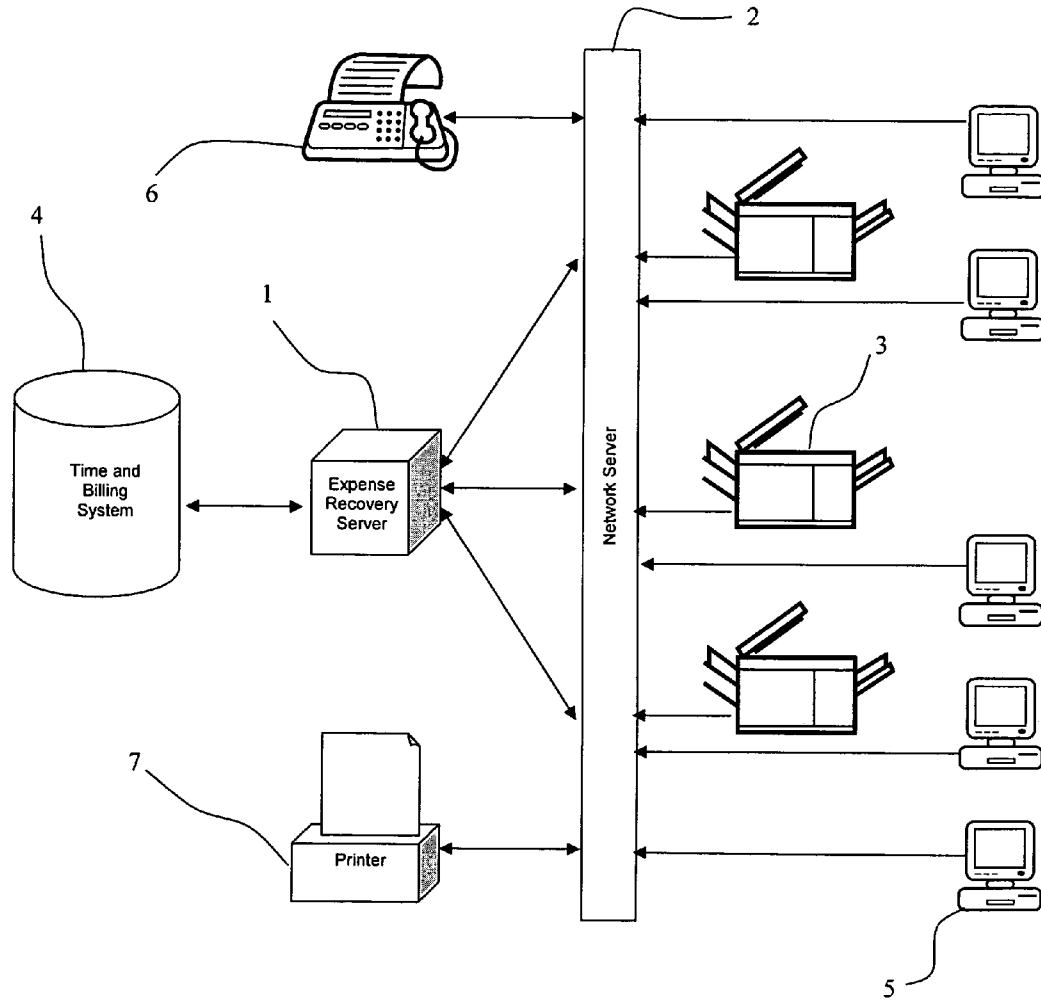 2
6
4
1
3
Time and
Billing
System
Expense
Recovery
Server
Network Server
7
Printer
5